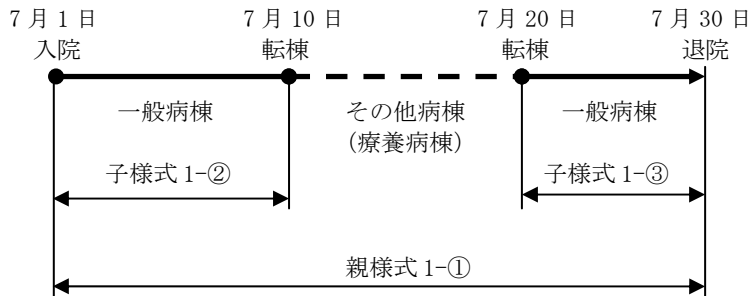 7月1日 7月10日 7月20日 7月30日
入院 転棟 転棟 退院
一般病棟 その他病棟 一般病棟
(療養病棟)
子様式 1-② 子様式 1-③
親様式 1-①